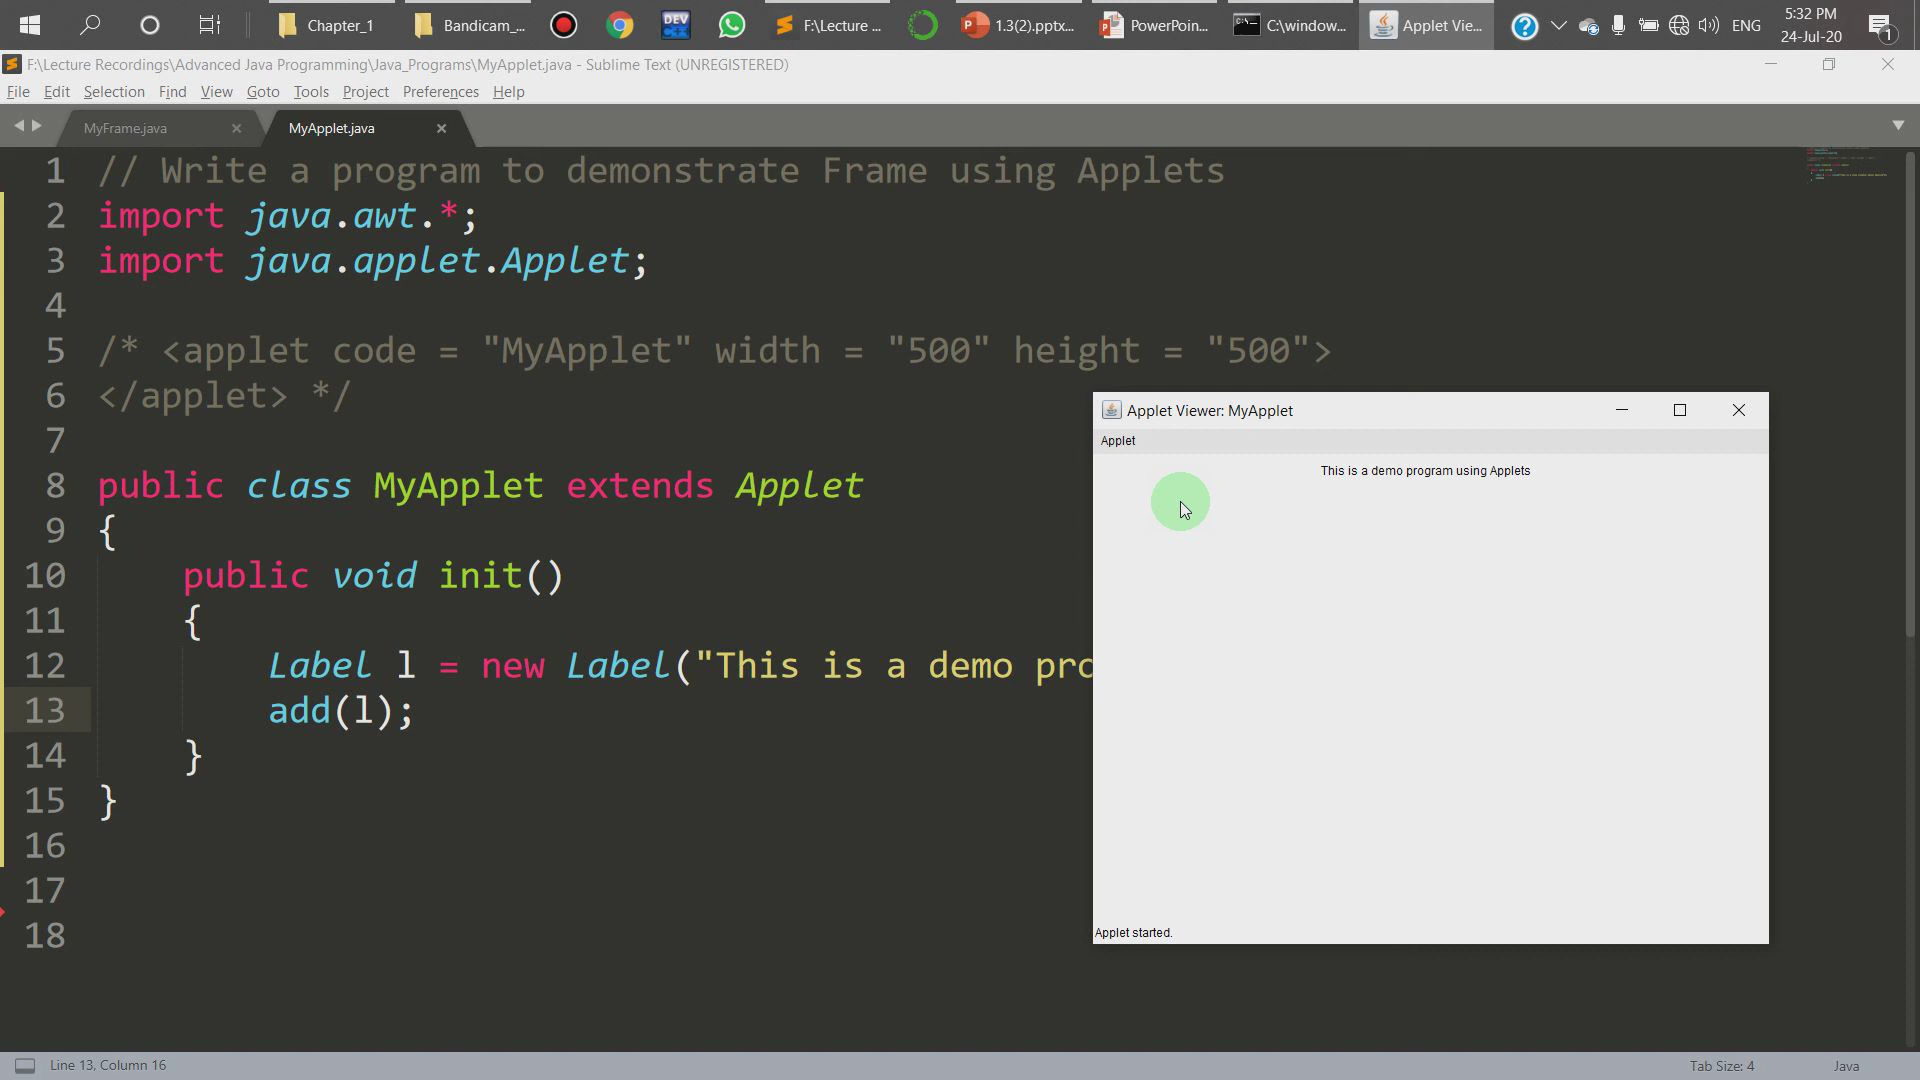 Chapter_1
Bandicam_...
DEV
F:\Lecture ...
1.3(2).pptx...
PowerPoin...
C:\window...
Applet Vie...
ENG
5:32 PM
24-Jul-20
1
F:\Lecture Recordings\Advanced Java Programming\Java_Programs\MyApplet.java - Sublime Text (UNREGISTERED)
File Edit Selection Find View Goto Tools Project Preferences Help
MyFrame.java
MyApplet.java
1 // Write a program to demonstrate Frame using Applets
2 import java.awt.*;
3 import java.applet.Applet;
4
5 /* <applet code = "MyApplet" width = "500" height = "500">
6 </applet> */
7
8 public class MyApplet extends Applet
9 {
10 public void init()
11 {
12 Label l = new Label("This is a demo pro
13 add(l);
14 }
15 }
16
17
18
Applet Viewer: MyApplet
Applet
This is a demo program using Applets
Applet started.
Line 13, Column 16
Tab Size: 4
Java